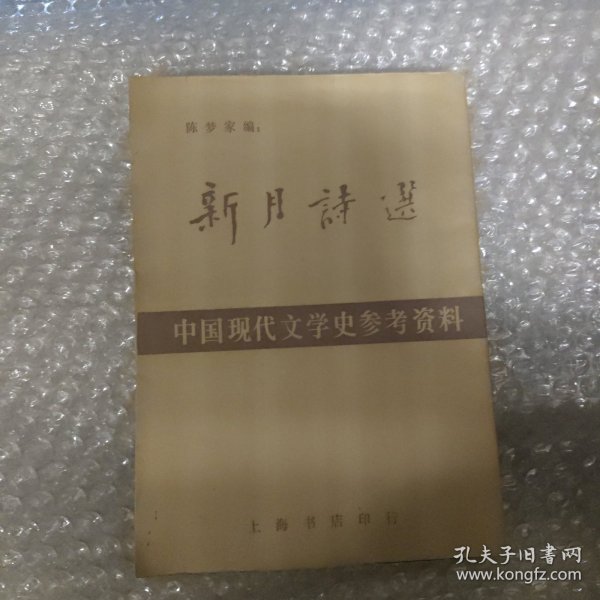 陈梦家编:
新月詩選
中国现代文学史参考资料
上海书店印行
孔夫子旧书网
www.kongfz.com